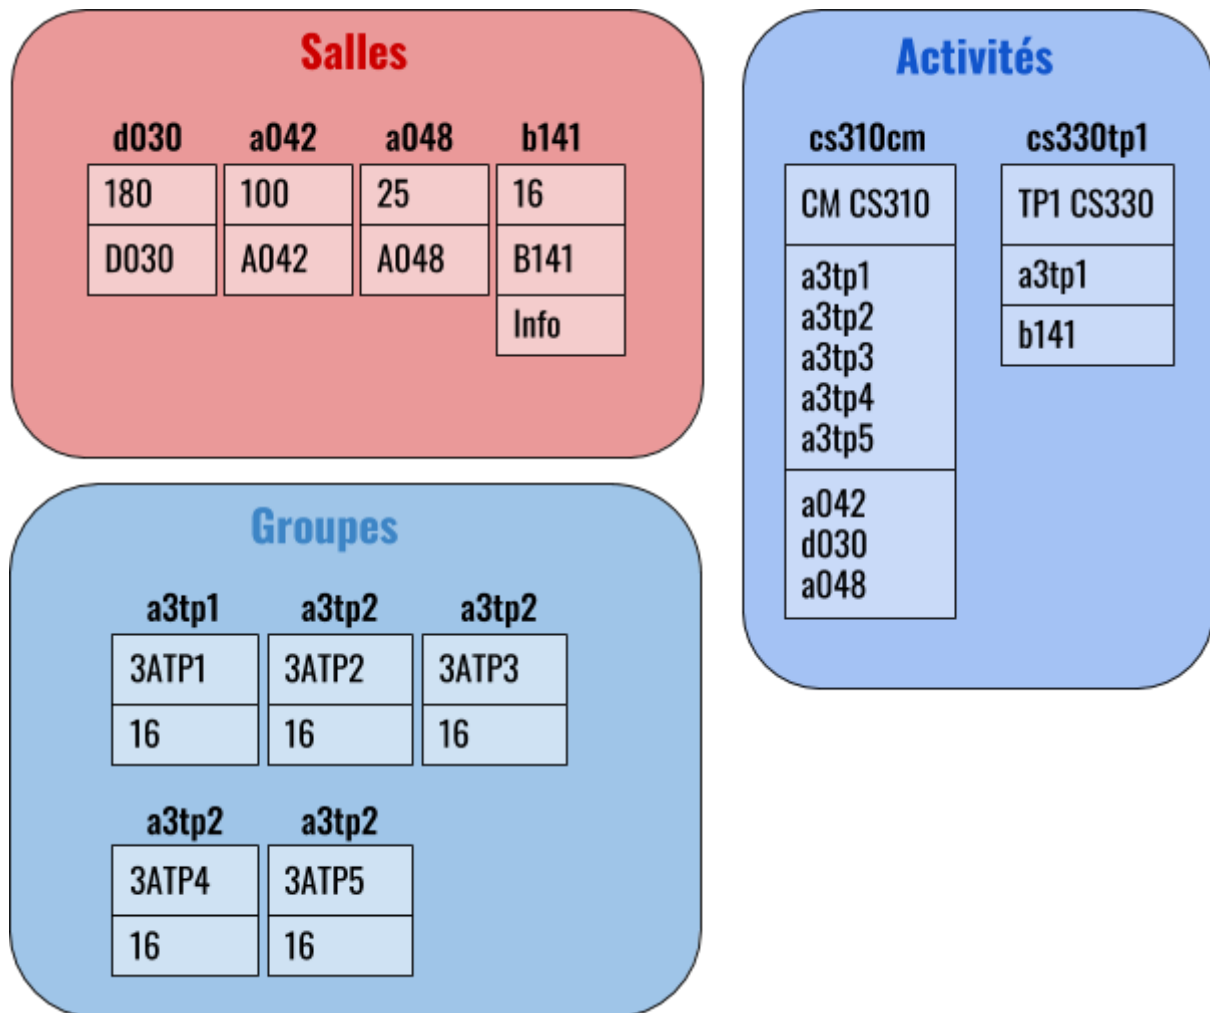 Salles
d030 a042 a048 b141
180 100 25 16
D030 A042 A048 B141
Info
Activités
cs310cm cs330tp1
CM CS310 TP1 CS330
a3tp1 a3tp1
a3tp2 b141
a3tp3
a3tp4
a3tp5
a042
d030
a048
Groupes
a3tp1 a3tp2 a3tp2
3ATP1 3ATP2 3ATP3
16 16 16
a3tp2 a3tp2
3ATP4 3ATP5
16 16